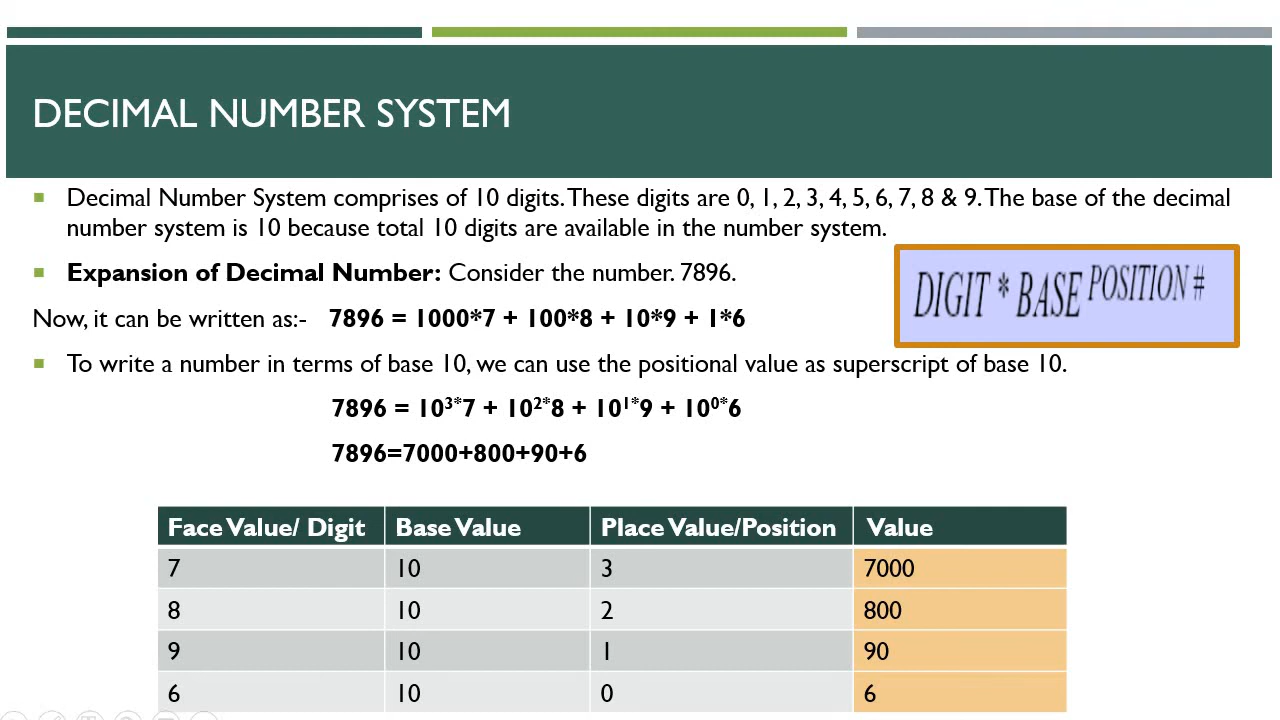 DECIMAL NUMBER SYSTEM
Decimal Number System comprises of 10 digits. These digits are 0, 1, 2, 3, 4, 5, 6, 7, 8 & 9. The base of the decimal
number system is 10 because total 10 digits are available in the number system.
Expansion of Decimal Number: Consider the number. 7896.
DIGIT * BASE^POSITION #
Now, it can be written as:- 7896 = 1000*7 + 100*8 + 10*9 + 1*6
To write a number in terms of base 10, we can use the positional value as superscript of base 10.
7896 = 10³*7 + 10²*8 + 10¹*9 + 10⁰*6
7896=7000+800+90+6
Face Value/ Digit Base Value Place Value/Position Value
7 10 3 7000
8 10 2 800
9 10 1 90
6 10 0 6